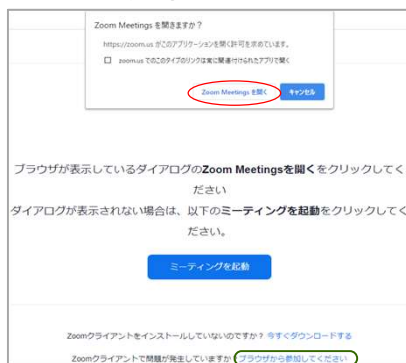 Zoom Meetings を開きますか？
https://zoom.us がこのアプリケーションを開く許可を求めています。
zoom.us でのこのタイプのリンクは常に関連付けられたアプリで開く
Zoom Meetings を開く
キャンセル
ブラウザが表示しているダイアログのZoom Meetingsを開くをクリックしてく
ださい
ダイアログが表示されない場合は、以下のミーティングを起動をクリックしてく
ださい。
ミーティングを起動
Zoomクライアントをインストールしていないのですか？ 今すぐダウンロードする
Zoomクライアントで問題が発生していますか？ ブラウザから参加してください